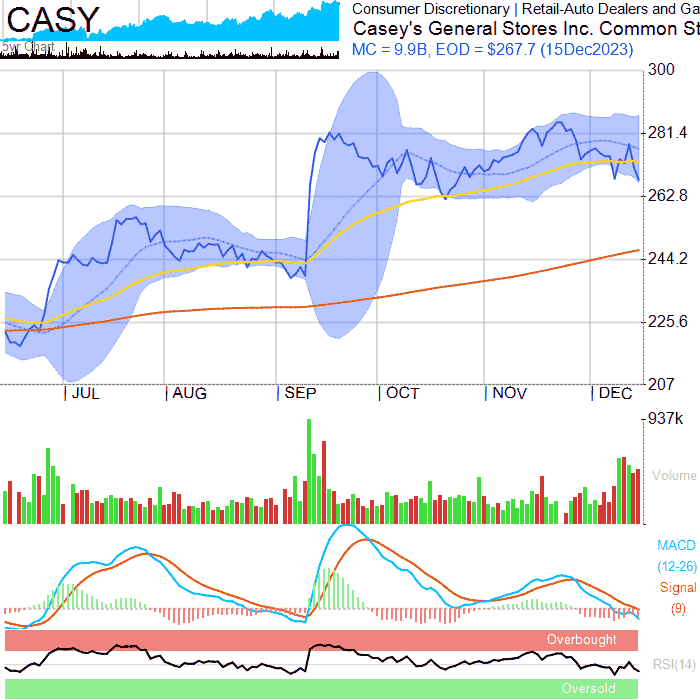 CASY
5yr Chart
Consumer Discretionary | Retail-Auto Dealers and Ga
Casey's General Stores Inc. Common St
MC = 9.9B, EOD = $267.7 (15Dec2023)
300
281.4
262.8
244.2
225.6
207
JUL AUG SEP OCT NOV DEC
937k
Volume
MACD
(12-26)
Signal
(9)
Overbought
RSI(14)
Oversold